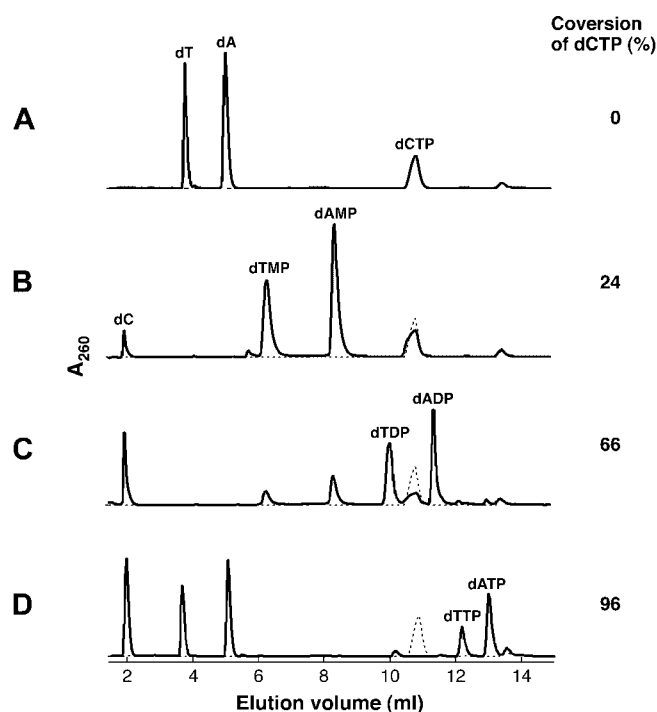 Coversion
of dCTP (%)
A
dT
dA
dCTP
0
B
dC
dTMP
dAMP
24
A260
C
dTDP
dADP
66
D
dTTP
dATP
96
2 4 6 8 10 12 14
Elution volume (ml)